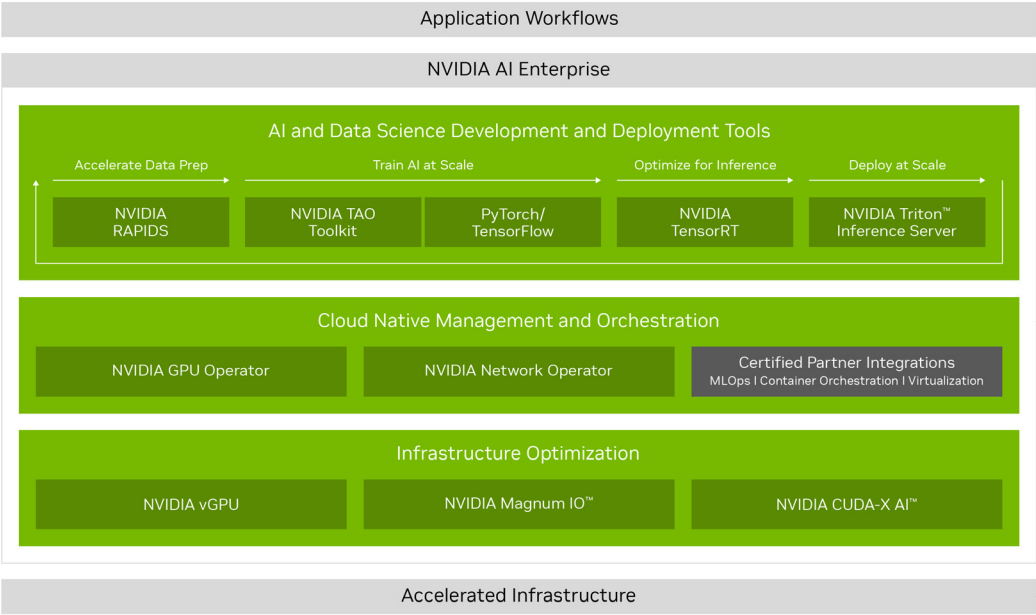 Application Workflows
NVIDIA AI Enterprise
AI and Data Science Development and Deployment Tools
Accelerate Data Prep
Train AI at Scale
Optimize for Inference
Deploy at Scale
NVIDIA
RAPIDS
NVIDIA TAO
Toolkit
PyTorch/
TensorFlow
NVIDIA
TensorRT
NVIDIA Triton™
Inference Server
Cloud Native Management and Orchestration
NVIDIA GPU Operator
NVIDIA Network Operator
Certified Partner Integrations
MLOps I Container Orchestration I Virtualization
Infrastructure Optimization
NVIDIA vGPU
NVIDIA Magnum IO™
NVIDIA CUDA-X AI™
Accelerated Infrastructure